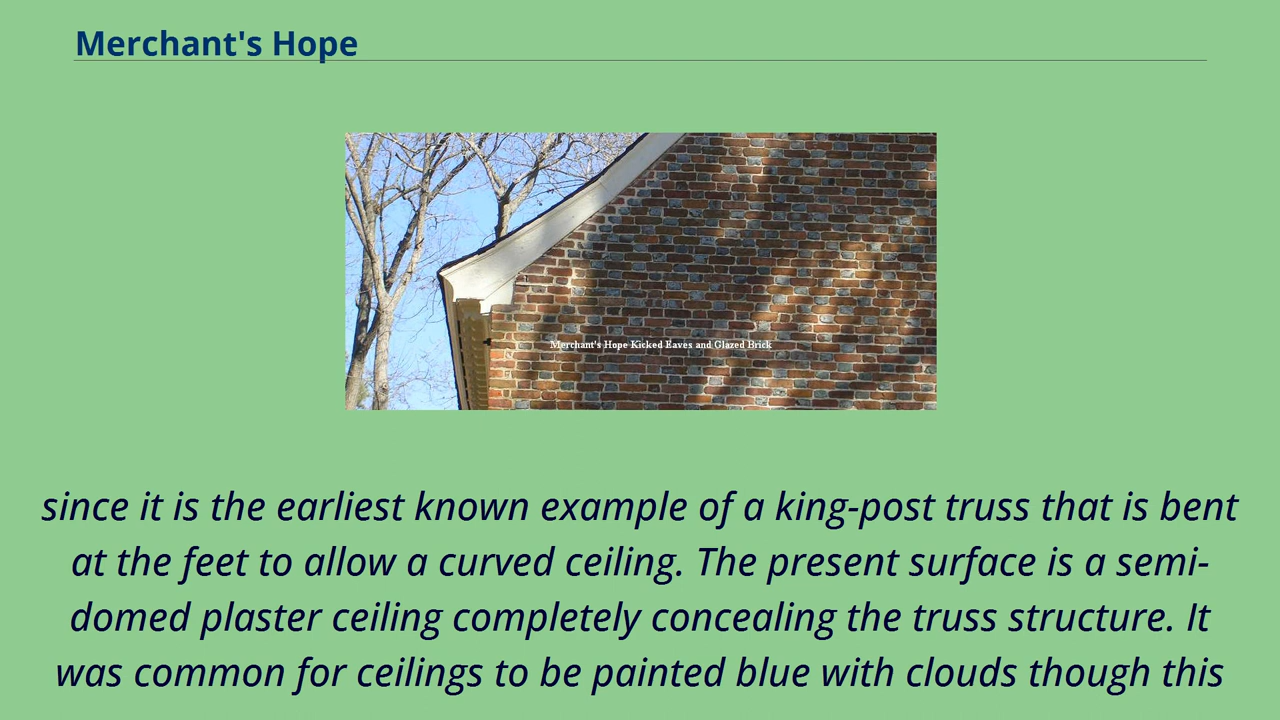 Merchant's Hope
Merchant's Hope Kicked Eaves and Glazed Brick
since it is the earliest known example of a king-post truss that is bent
at the feet to allow a curved ceiling. The present surface is a semi-
domed plaster ceiling completely concealing the truss structure. It
was common for ceilings to be painted blue with clouds though this